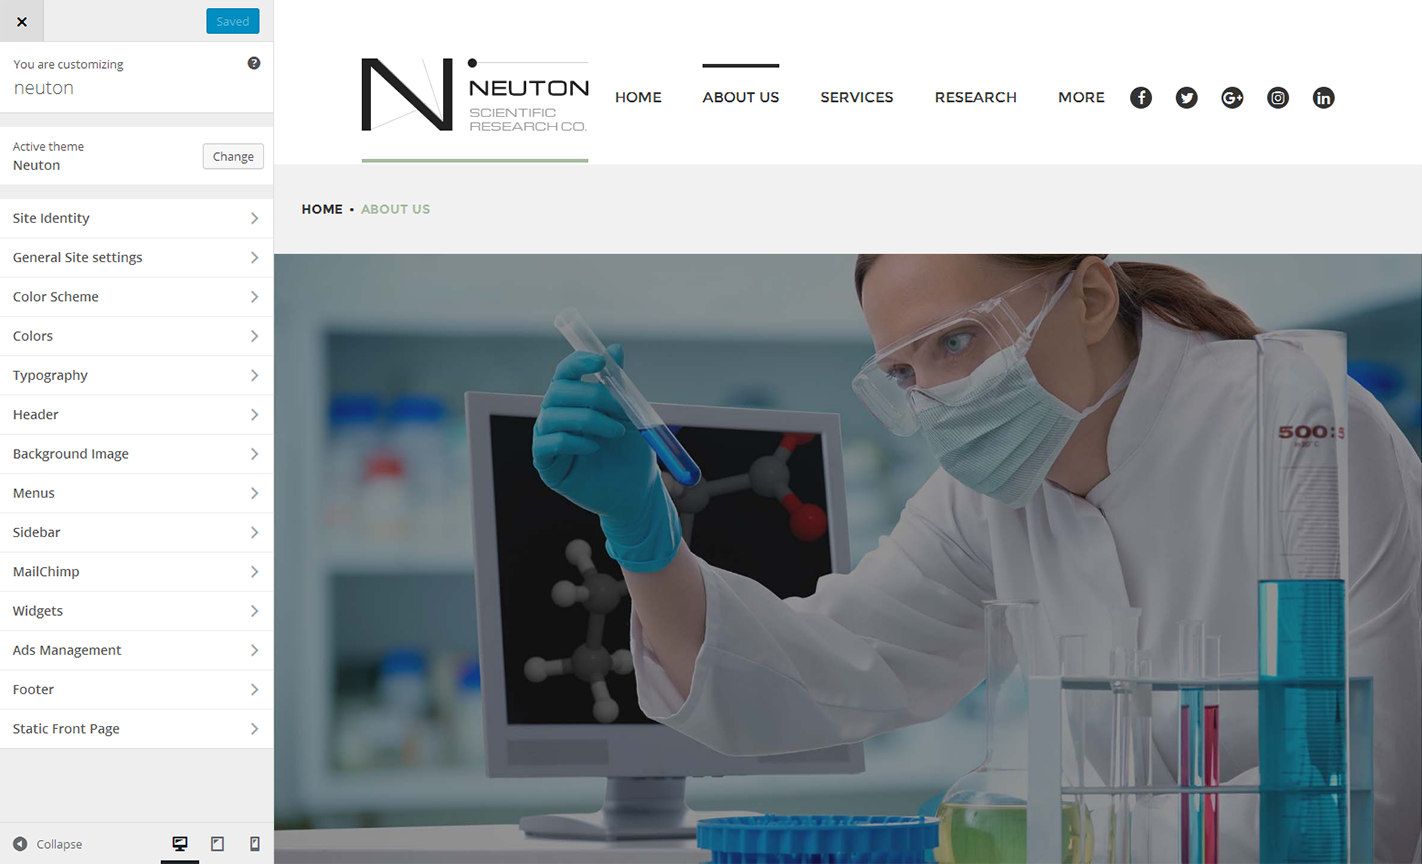 Saved
You are customizing
neuton
Active theme
Neuton
Change
Site Identity
General Site settings
Color Scheme
Colors
Typography
Header
Background Image
Menus
Sidebar
MailChimp
Widgets
Ads Management
Footer
Static Front Page
Collapse
NEUTON
SCIENTIFIC
RESEARCH CO.
HOME
ABOUT US
SERVICES
RESEARCH
MORE
HOME • ABOUT US